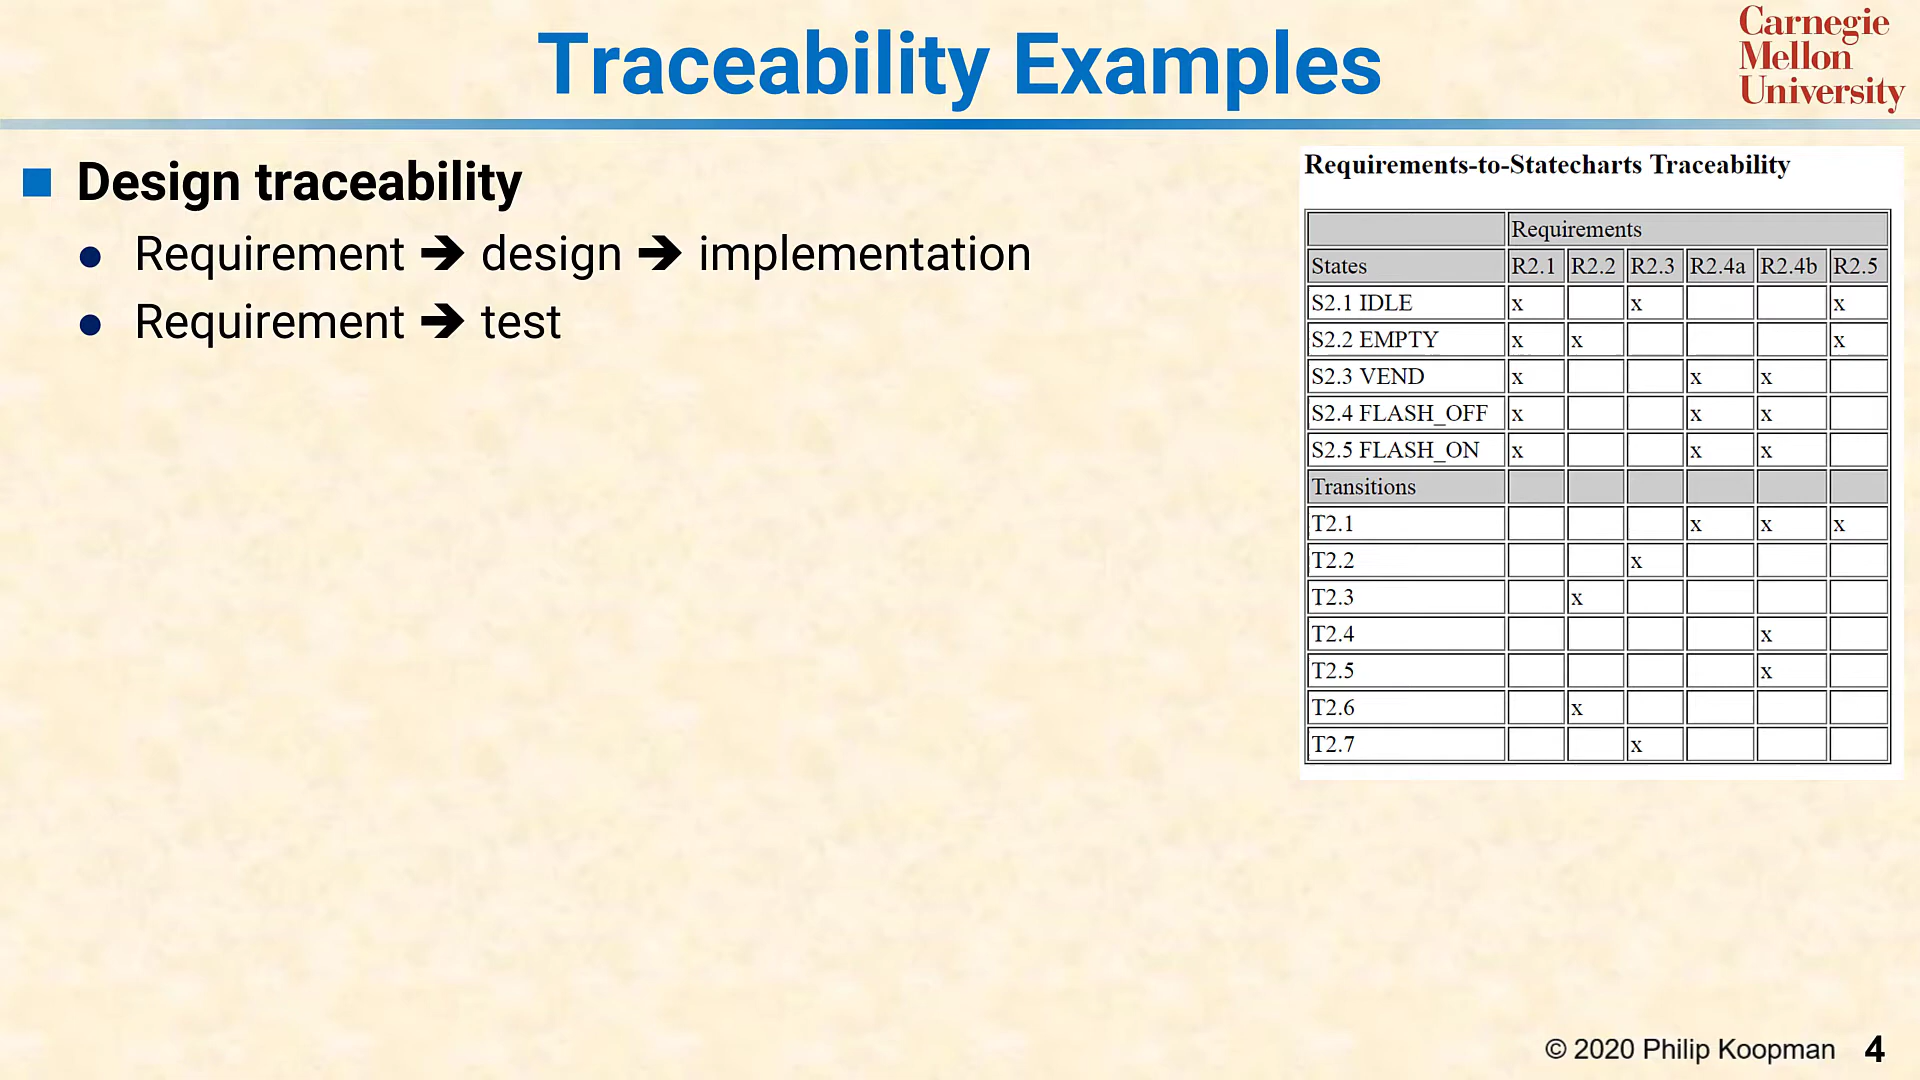 Traceability Examples
Carnegie
Mellon
University
Design traceability
Requirement ➔ design ➔ implementation
Requirement ➔ test
Requirements-to-Statecharts Traceability
Requirements
States R2.1 R2.2 R2.3 R2.4a R2.4b R2.5
S2.1 IDLE x x x
S2.2 EMPTY x x x
S2.3 VEND x x x
S2.4 FLASH_OFF x x x
S2.5 FLASH_ON x x x
Transitions
T2.1 x x x
T2.2 x
T2.3 x
T2.4 x
T2.5 x
T2.6 x
T2.7 x
© 2020 Philip Koopman 4